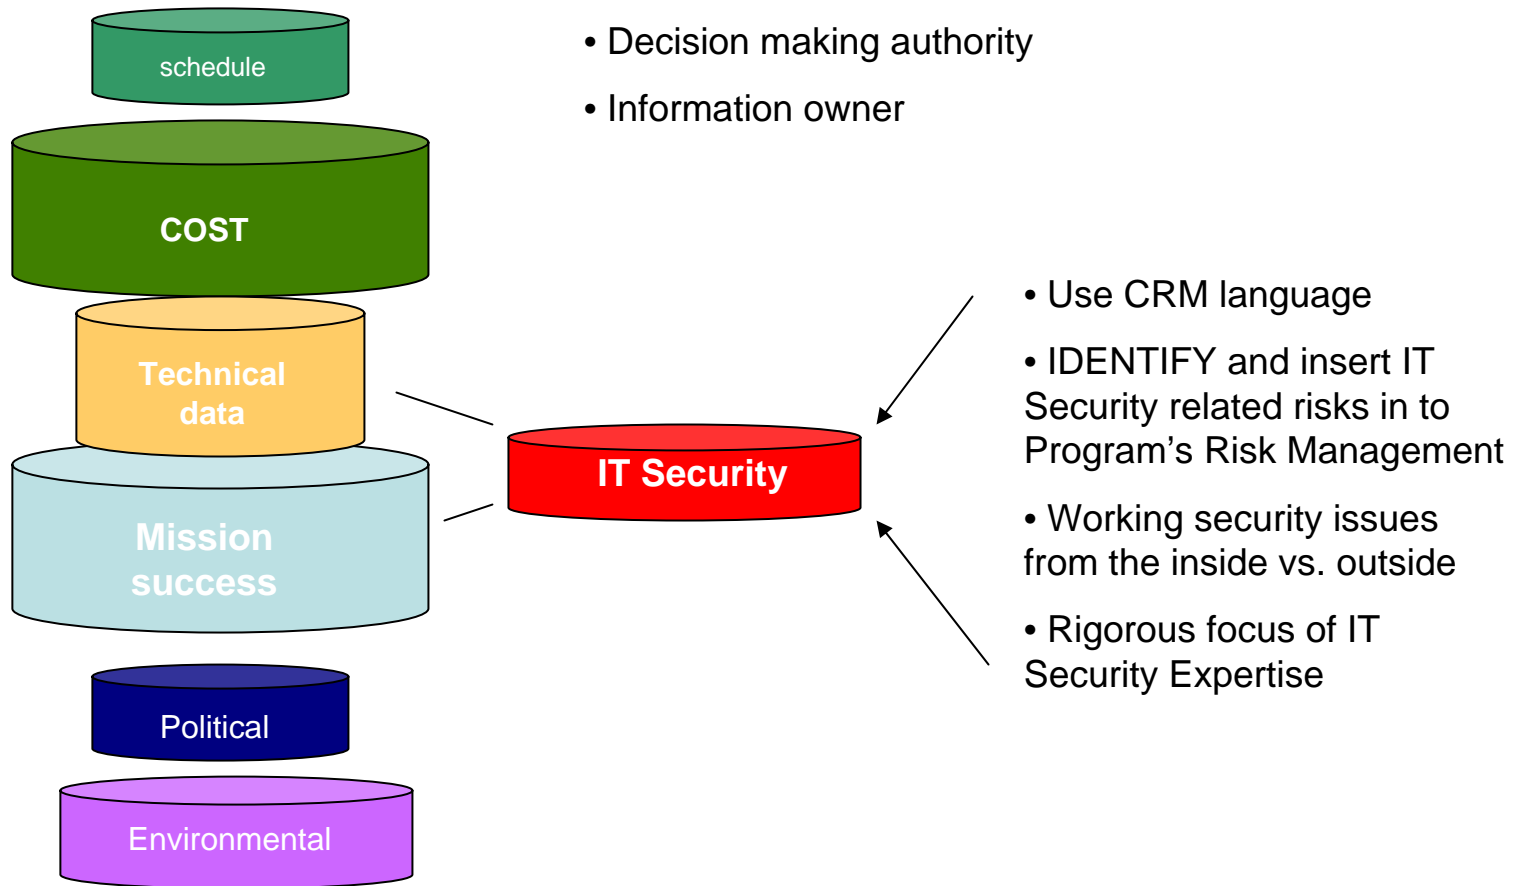 schedule
COST
Technical
data
Mission
success
Political
Environmental
• Decision making authority
• Information owner
IT Security
• Use CRM language
• IDENTIFY and insert IT
Security related risks in to
Program’s Risk Management
• Working security issues
from the inside vs. outside
• Rigorous focus of IT
Security Expertise